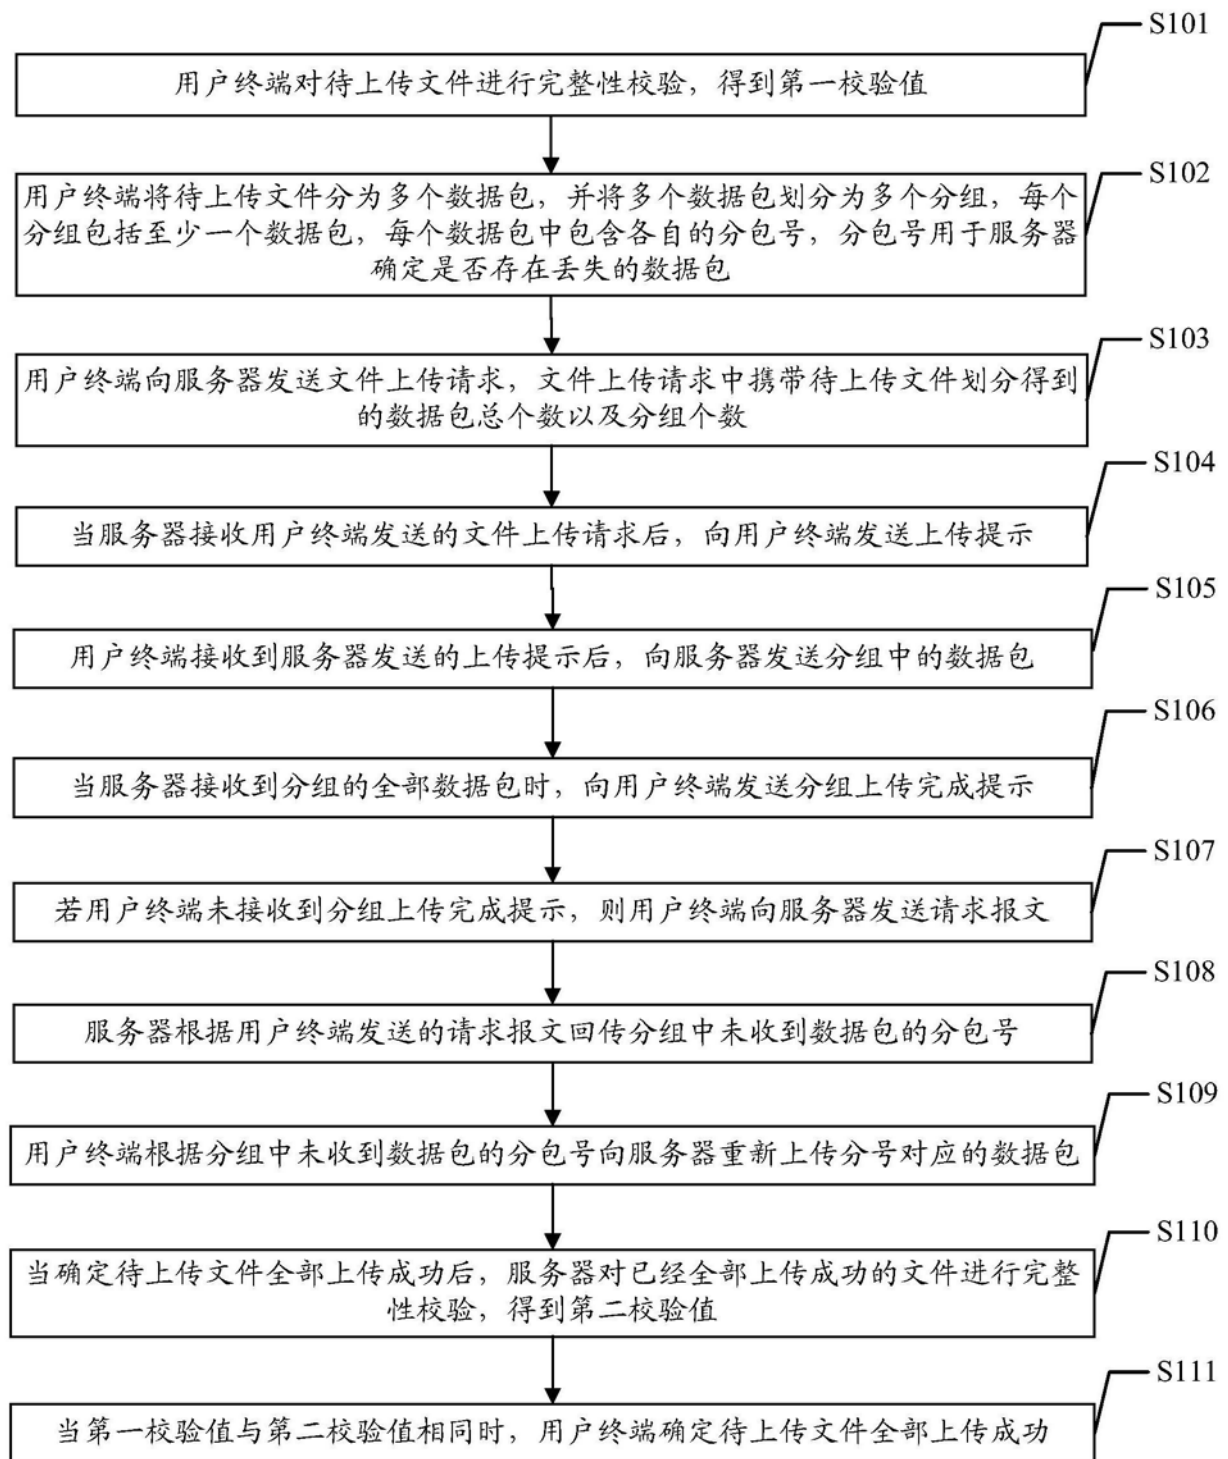 S101
用户终端对待上传文件进行完整性校验，得到第一校验值
S102
用户终端将待上传文件分为多个数据包，并将多个数据包划分为多个分组，每个
分组包括至少一个数据包，每个数据包中包含各自的分包号，分包号用于服务器
确定是否存在丢失的数据包
S103
用户终端向服务器发送文件上传请求，文件上传请求中携带待上传文件划分得到
的数据包总个数以及分组个数
S104
当服务器接收用户终端发送的文件上传请求后，向用户终端发送上传提示
S105
用户终端接收到服务器发送的上传提示后，向服务器发送分组中的数据包
S106
当服务器接收到分组的全部数据包时，向用户终端发送分组上传完成提示
S107
若用户终端未接收到分组上传完成提示，则用户终端向服务器发送请求报文
S108
服务器根据用户终端发送的请求报文回传分组中未收到数据包的分包号
S109
用户终端根据分组中未收到数据包的分包号向服务器重新上传分号对应的数据包
S110
当确定待上传文件全部上传成功后，服务器对已经全部上传成功的文件进行完整
性校验，得到第二校验值
S111
当第一校验值与第二校验值相同时，用户终端确定待上传文件全部上传成功